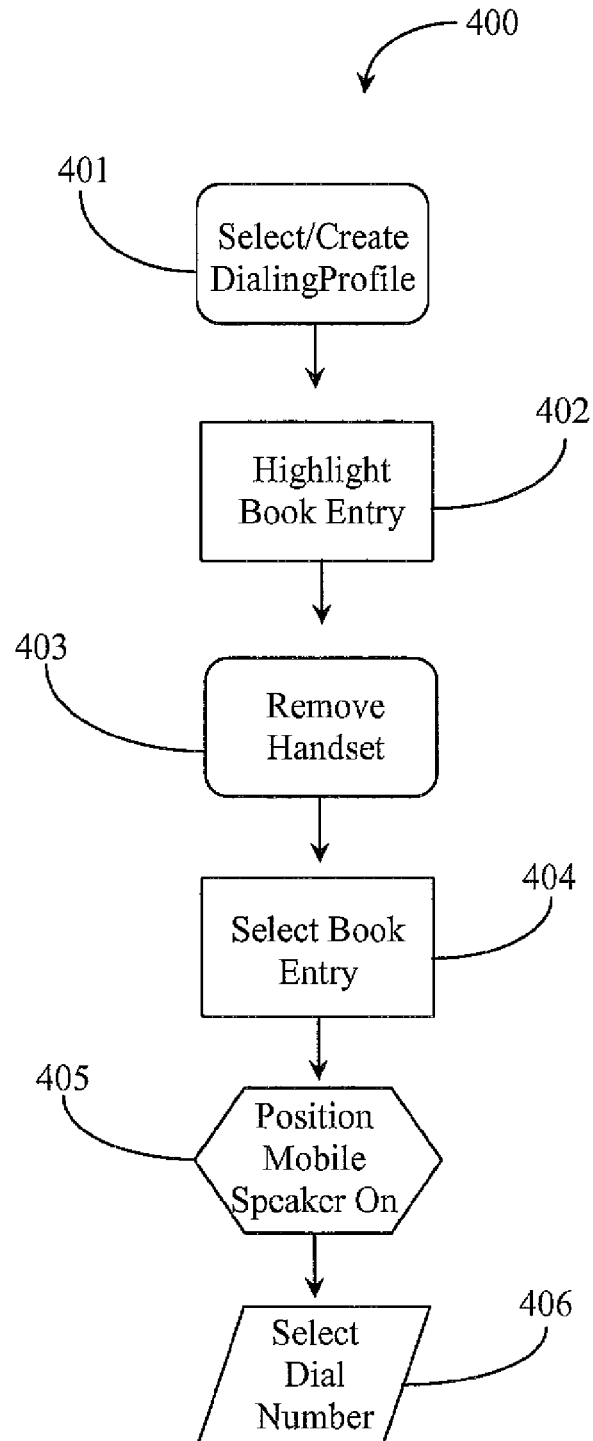 400
401
Select/Create
DialingProfile
402
Highlight
Book Entry
403
Remove
Handset
404
Select Book
Entry
405
Position
Mobile
Speaker On
406
Select
Dial
Number